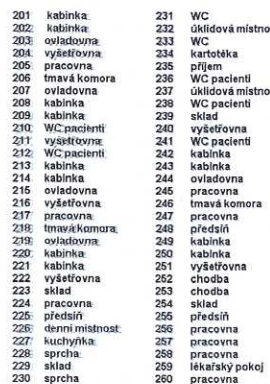 201 kabinka
202 kabinka
203 ovladovna
204 vyšetřovna
205 pracovna
206 tmavá komora
207 ovladovna
208 kabinka
209 kabinka
210 WC pacienti
211 vyšetřovna
212 WC pacienti
213 kabinka
214 kabinka
215 ovladovna
216 vyšetřovna
217 pracovna
218 tmavá komora
219 ovladovna
220 kabinka
221 kabinka
222 vyšetřovna
223 sklad
224 pracovna
225 předsíň
226 denní místnost
227 kuchyňka
228 sprcha
229 sklad
230 sprcha
231 WC
232 úklidová místno
233 WC
234 kartotéka
235 příjem
236 WC pacienti
237 úklidová místno
238 WC pacienti
239 sklad
240 vyšetřovna
241 WC pacienti
242 kabinka
243 kabinka
244 ovladovna
245 pracovna
246 tmavá komora
247 pracovna
248 předsíň
249 kabinka
250 kabinka
251 vyšetřovna
252 chodba
253 chodba
254 sklad
255 předsíň
256 pracovna
257 pracovna
258 pracovna
259 lékařský pokoj
260 pracovna